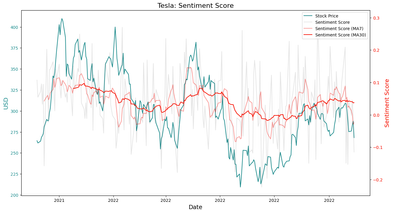 Tesla: Sentiment Score
Stock Price
Sentiment Score
Sentiment Score (MA7)
Sentiment Score (MA30)
USD
400
375
350
325
300
275
250
225
200
0.3
0.2
0.1
0.0
-0.1
-0.2
Sentiment Score
2021 2022 2022 2022 2022 2022
Date